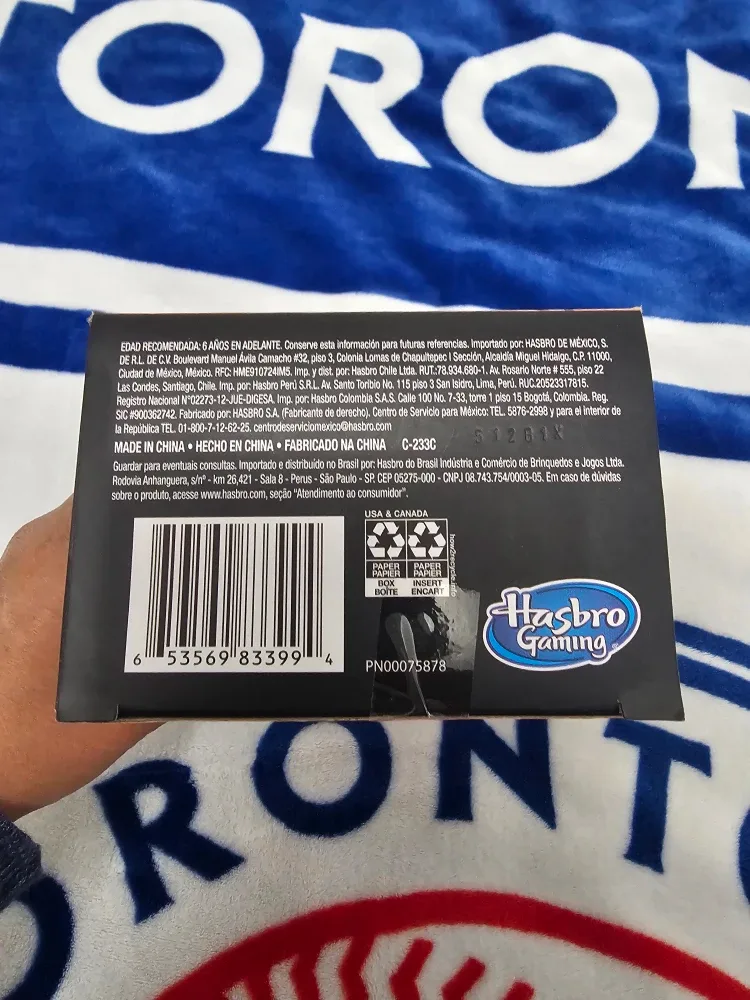 TORON
EDAD RECOMENDADA: 6 AÑOS EN ADELANTE. Conserve esta información para futuras referencias. Importado por: HASBRO DE MÉXICO, S.
DE R.L. DE C.V. Boulevard Manuel Ávila Camacho #32, piso 3, Colonia Lomas de Chapultepec I Sección, Alcaldía Miguel Hidalgo, C.P. 11000,
Ciudad de México, México. RFC: HME910724IM5. Imp. y dist. por: Hasbro Chile Ltda. RUT:78.934.680-1. Av. Rosario Norte # 555, piso 22
Las Condes, Santiago, Chile. Imp. por: Hasbro Perú S.R.L. Av. Santo Toribio No. 115 piso 3 San Isidro, Lima, Perú. RUC.20523317815.
Registro Nacional N°02273-12-JUE-DIGESA. Imp. por: Hasbro Colombia S.A.S. Calle 100 No. 7-33, torre 1 piso 15 Bogotá, Colombia. Reg.
SIC #900362742. Fabricado por: HASBRO S.A. (Fabricante de derecho). Centro de Servicio para México: TEL. 5876-2998 y para el interior de
la República TEL. 01-800-7-12-62-25. centrodeserviciomexico@hasbro.com
MADE IN CHINA • HECHO EN CHINA • FABRICADO NA CHINA C-233C
Guardar para eventuais consultas. Importado e distribuído no Brasil por: Hasbro do Brasil Indústria e Comércio de Brinquedos e Jogos Ltda.
Rodovia Anhanguera, s/nº - km 26,421 - Sala 8 - Perus - São Paulo - SP. CEP 05275-000 - CNPJ 08.743.754/0003-05. Em caso de dúvidas
sobre o produto, acesse www.hasbro.com, seção "Atendimento ao consumidor".
USA & CANADA
PAPER PAPER
PAPIER PAPIER
BOX INSERT
BOÎTE ENCART
how2recycle.info
Hasbro
Gaming
6 53569 83399 4
PN00075878
ORONT